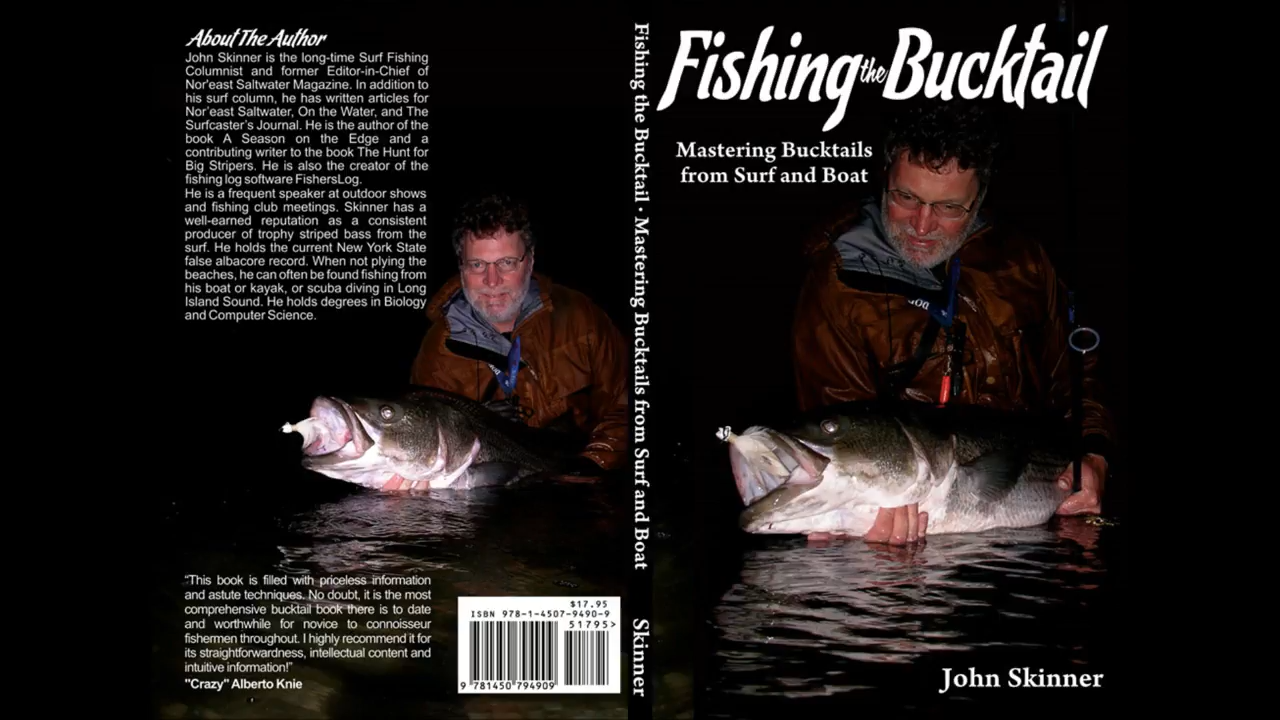 About The Author
John Skinner is the long-time Surf Fishing
Columnist and former Editor-in-Chief of
Nor'east Saltwater Magazine. In addition to
his surf column, he has written articles for
Nor'east Saltwater, On the Water, and The
Surfcaster's Journal. He is the author of the
book A Season on the Edge and a
contributing writer to the book The Hunt for
Big Stripers. He is also the creator of the
fishing log software FishersLog.
He is a frequent speaker at outdoor shows
and fishing club meetings. Skinner has a
well-earned reputation as a consistent
producer of trophy striped bass from the
surf. He holds the current New York State
false albacore record. When not plying the
beaches, he can often be found fishing from
his boat or kayak, or scuba diving in Long
Island Sound. He holds degrees in Biology
and Computer Science.
"This book is filled with priceless information
and astute techniques. No doubt, it is the most
comprehensive bucktail book there is to date
and worthwhile for novice to connoisseur
fishermen throughout. I highly recommend it for
its straightforwardness, intellectual content and
intuitive information!"
"Crazy" Alberto Knie
$17.95
ISBN 978-1-4507-9490-9
51795>
9 781450 794909
Fishing the Bucktail · Mastering Bucktails from Surf and Boat Skinner
Fishing the Bucktail
Mastering Bucktails
from Surf and Boat
John Skinner